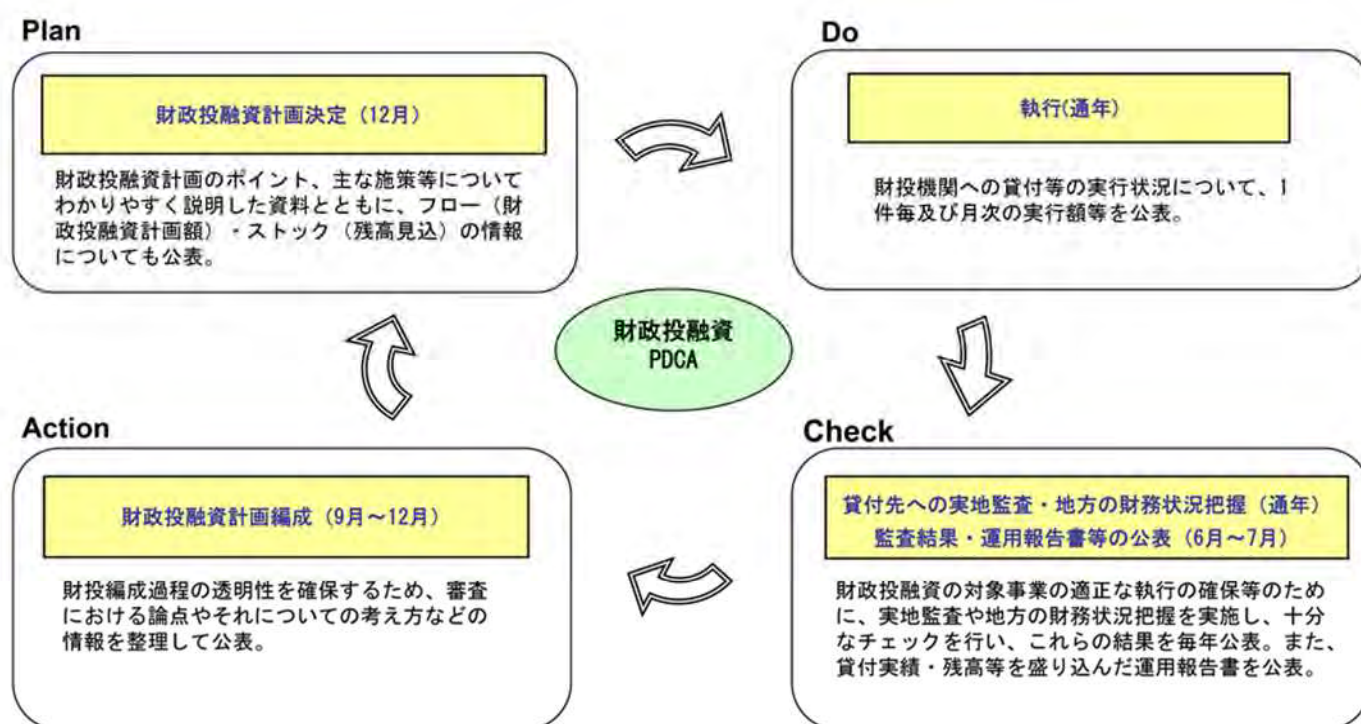 Plan
財政投融資計画決定（12月）
財政投融資計画のポイント、主な施策等について
わかりやすく説明した資料とともに、フロー（財
政投融資計画額）・ストック（残高見込）の情報
についても公表。
Do
執行(通年)
財投機関への貸付等の実行状況について、1
件毎及び月次の実行額等を公表。
財政投融資
PDCA
Action
財政投融資計画編成（9月～12月）
財投編成過程の透明性を確保するため、審査
における論点やそれについての考え方などの
情報を整理して公表。
Check
貸付先への実地監査・地方の財務状況把握（通年）
監査結果・運用報告書等の公表（6月～7月）
財政投融資の対象事業の適正な執行の確保等のため
に、実地監査や地方の財務状況把握を実施し、十分
なチェックを行い、これらの結果を毎年公表。また、
貸付実績・残高等を盛り込んだ運用報告書を公表。